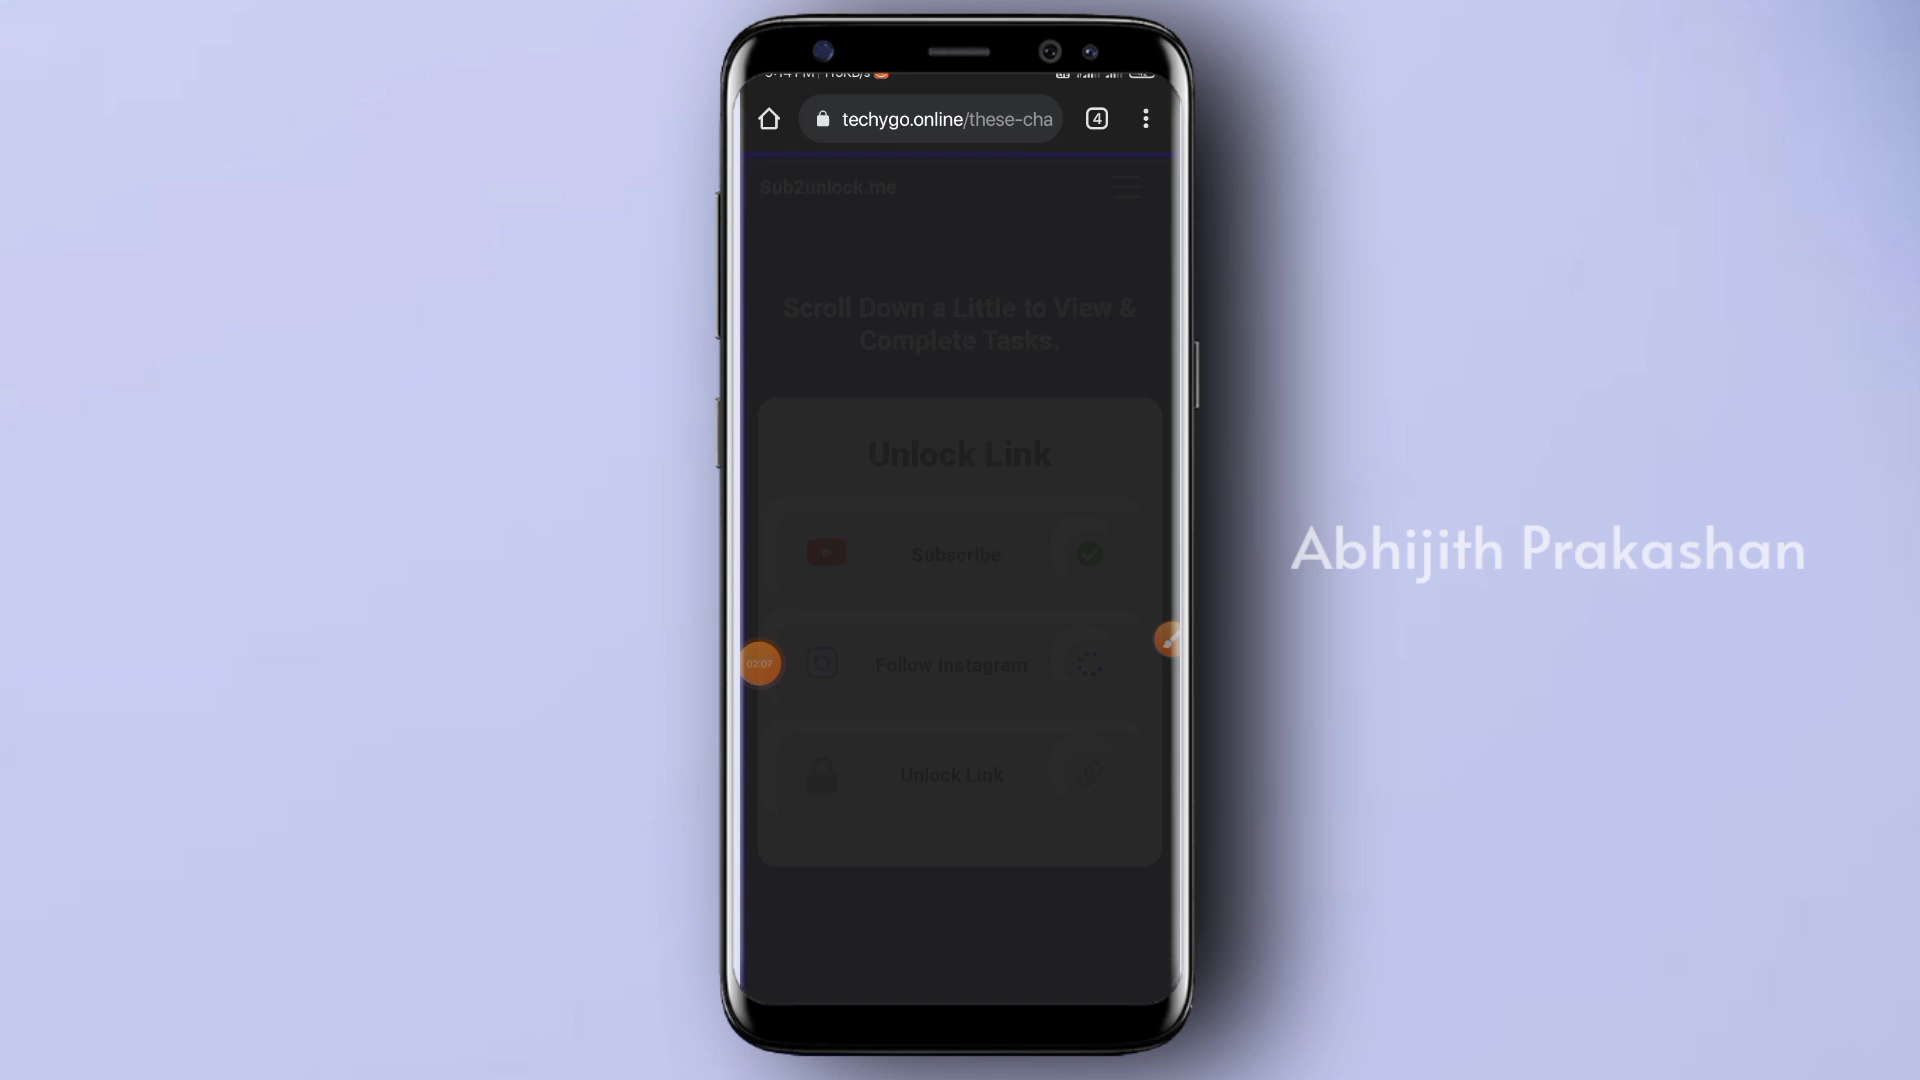 techygo.online/these-cha
4
Sub2unlock.me
Scroll Down a Little to View &
Complete Tasks.
Unlock Link
Subscribe
Follow instagram
02:07
Unlock Link
Abhijith Prakashan